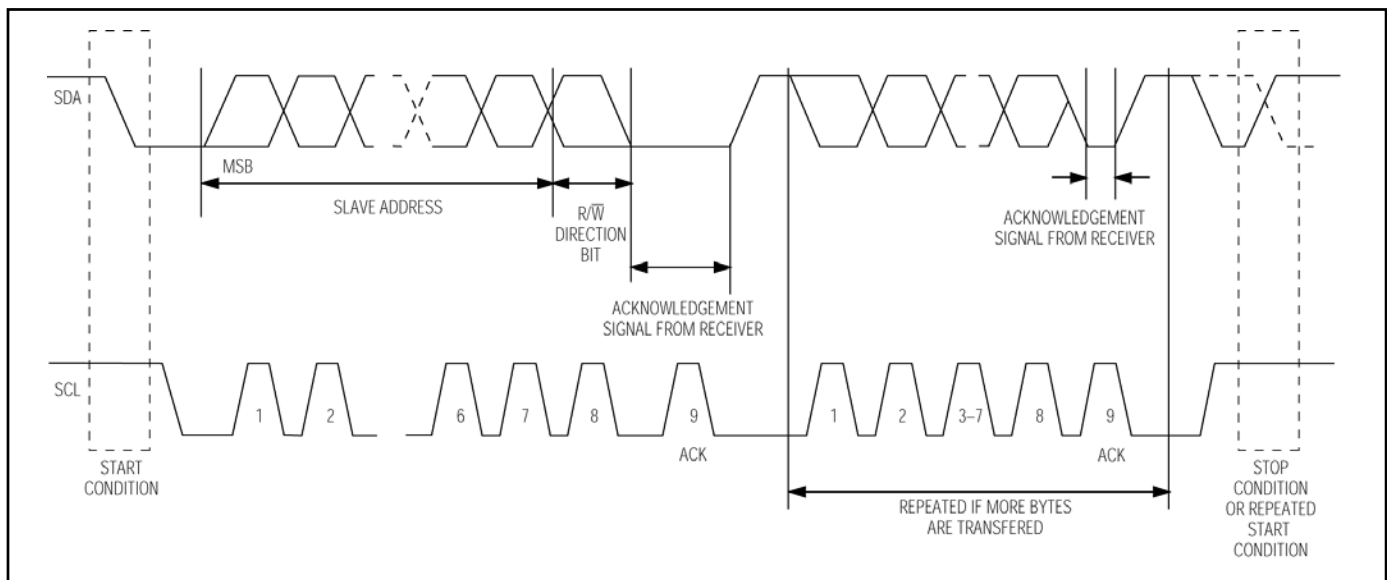 SDA
MSB
SLAVE ADDRESS
R/W̅
DIRECTION
BIT
ACKNOWLEDGEMENT
SIGNAL FROM RECEIVER
ACKNOWLEDGEMENT
SIGNAL FROM RECEIVER
SCL
1
2
6
7
8
9
1
2
3–7
8
9
ACK
ACK
START
CONDITION
REPEATED IF MORE BYTES
ARE TRANSFERED
STOP
CONDITION
OR REPEATED
START
CONDITION